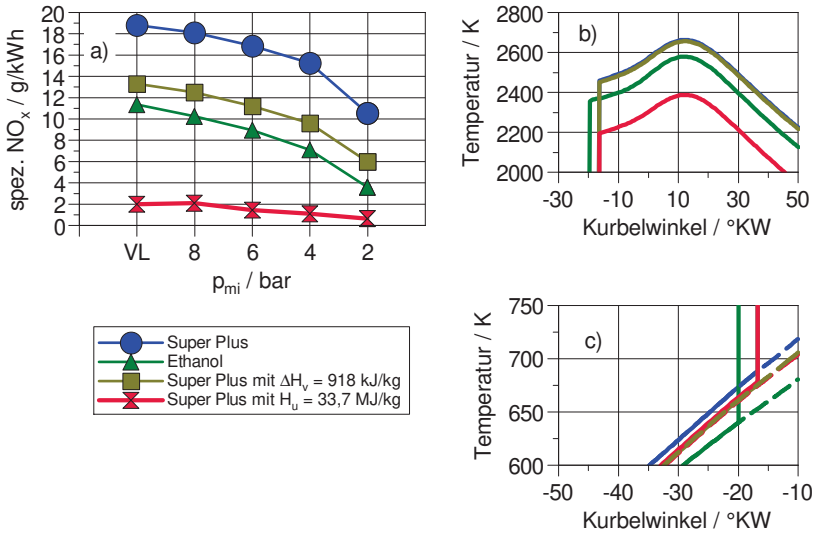 a)
20
18
16
14
12
10
8
6
4
2
0
spez. NOx / g/kWh
VL 8 6 4 2
pmi / bar
Super Plus
Ethanol
Super Plus mit ΔHv = 918 kJ/kg
Super Plus mit Hu = 33,7 MJ/kg
b)
2800
2600
2400
2200
2000
Temperatur / K
-30 -10 10 30 50
Kurbelwinkel / °KW
c)
750
700
650
600
Temperatur / K
-50 -40 -30 -20 -10
Kurbelwinkel / °KW